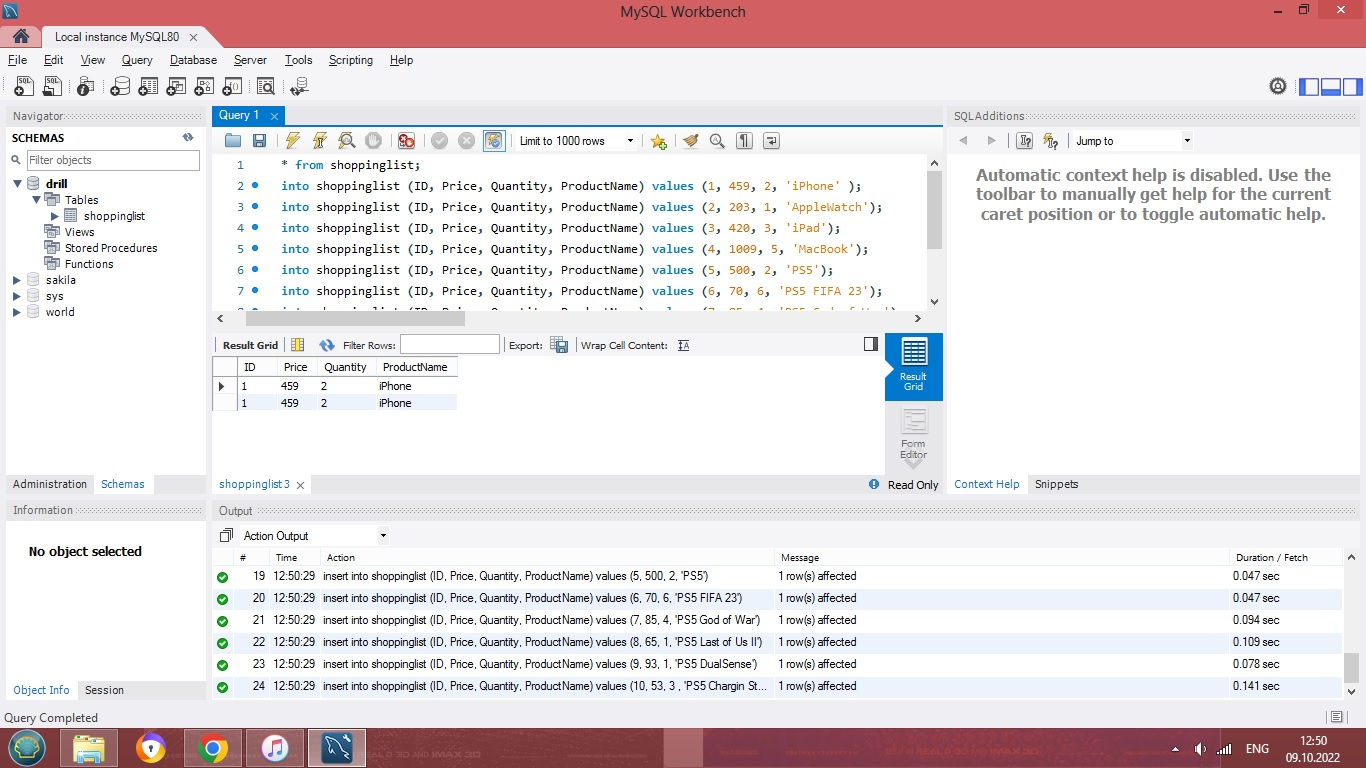 MySQL Workbench
Local instance MySQL80
File Edit View Query Database Server Tools Scripting Help
Navigator
SCHEMAS
Filter objects
drill
Tables
shoppinglist
Views
Stored Procedures
Functions
sakila
sys
world
Administration Schemas
Information
No object selected
Object Info Session
Query 1
Limit to 1000 rows
1 * from shoppinglist;
2 into shoppinglist (ID, Price, Quantity, ProductName) values (1, 459, 2, 'iPhone' );
3 into shoppinglist (ID, Price, Quantity, ProductName) values (2, 203, 1, 'AppleWatch');
4 into shoppinglist (ID, Price, Quantity, ProductName) values (3, 420, 3, 'iPad');
5 into shoppinglist (ID, Price, Quantity, ProductName) values (4, 1009, 5, 'MacBook');
6 into shoppinglist (ID, Price, Quantity, ProductName) values (5, 500, 2, 'PS5');
7 into shoppinglist (ID, Price, Quantity, ProductName) values (6, 70, 6, 'PS5 FIFA 23');
Result Grid Filter Rows: Export: Wrap Cell Content:
ID Price Quantity ProductName
1 459 2 iPhone
1 459 2 iPhone
Result Grid
Form Editor
shoppinglist 3
Read Only
SQLAdditions
Jump to
Automatic context help is disabled. Use the
toolbar to manually get help for the current
caret position or to toggle automatic help.
Context Help Snippets
Output
Action Output
# Time Action Message Duration / Fetch
19 12:50:29 insert into shoppinglist (ID, Price, Quantity, ProductName) values (5, 500, 2, 'PS5') 1 row(s) affected 0.047 sec
20 12:50:29 insert into shoppinglist (ID, Price, Quantity, ProductName) values (6, 70, 6, 'PS5 FIFA 23') 1 row(s) affected 0.047 sec
21 12:50:29 insert into shoppinglist (ID, Price, Quantity, ProductName) values (7, 85, 4, 'PS5 God of War') 1 row(s) affected 0.094 sec
22 12:50:29 insert into shoppinglist (ID, Price, Quantity, ProductName) values (8, 65, 1, 'PS5 Last of Us II') 1 row(s) affected 0.109 sec
23 12:50:29 insert into shoppinglist (ID, Price, Quantity, ProductName) values (9, 93, 1, 'PS5 DualSense') 1 row(s) affected 0.078 sec
24 12:50:29 insert into shoppinglist (ID, Price, Quantity, ProductName) values (10, 53, 3 , 'PS5 Chargin St... 1 row(s) affected 0.141 sec
Query Completed
ENG
12:50
09.10.2022